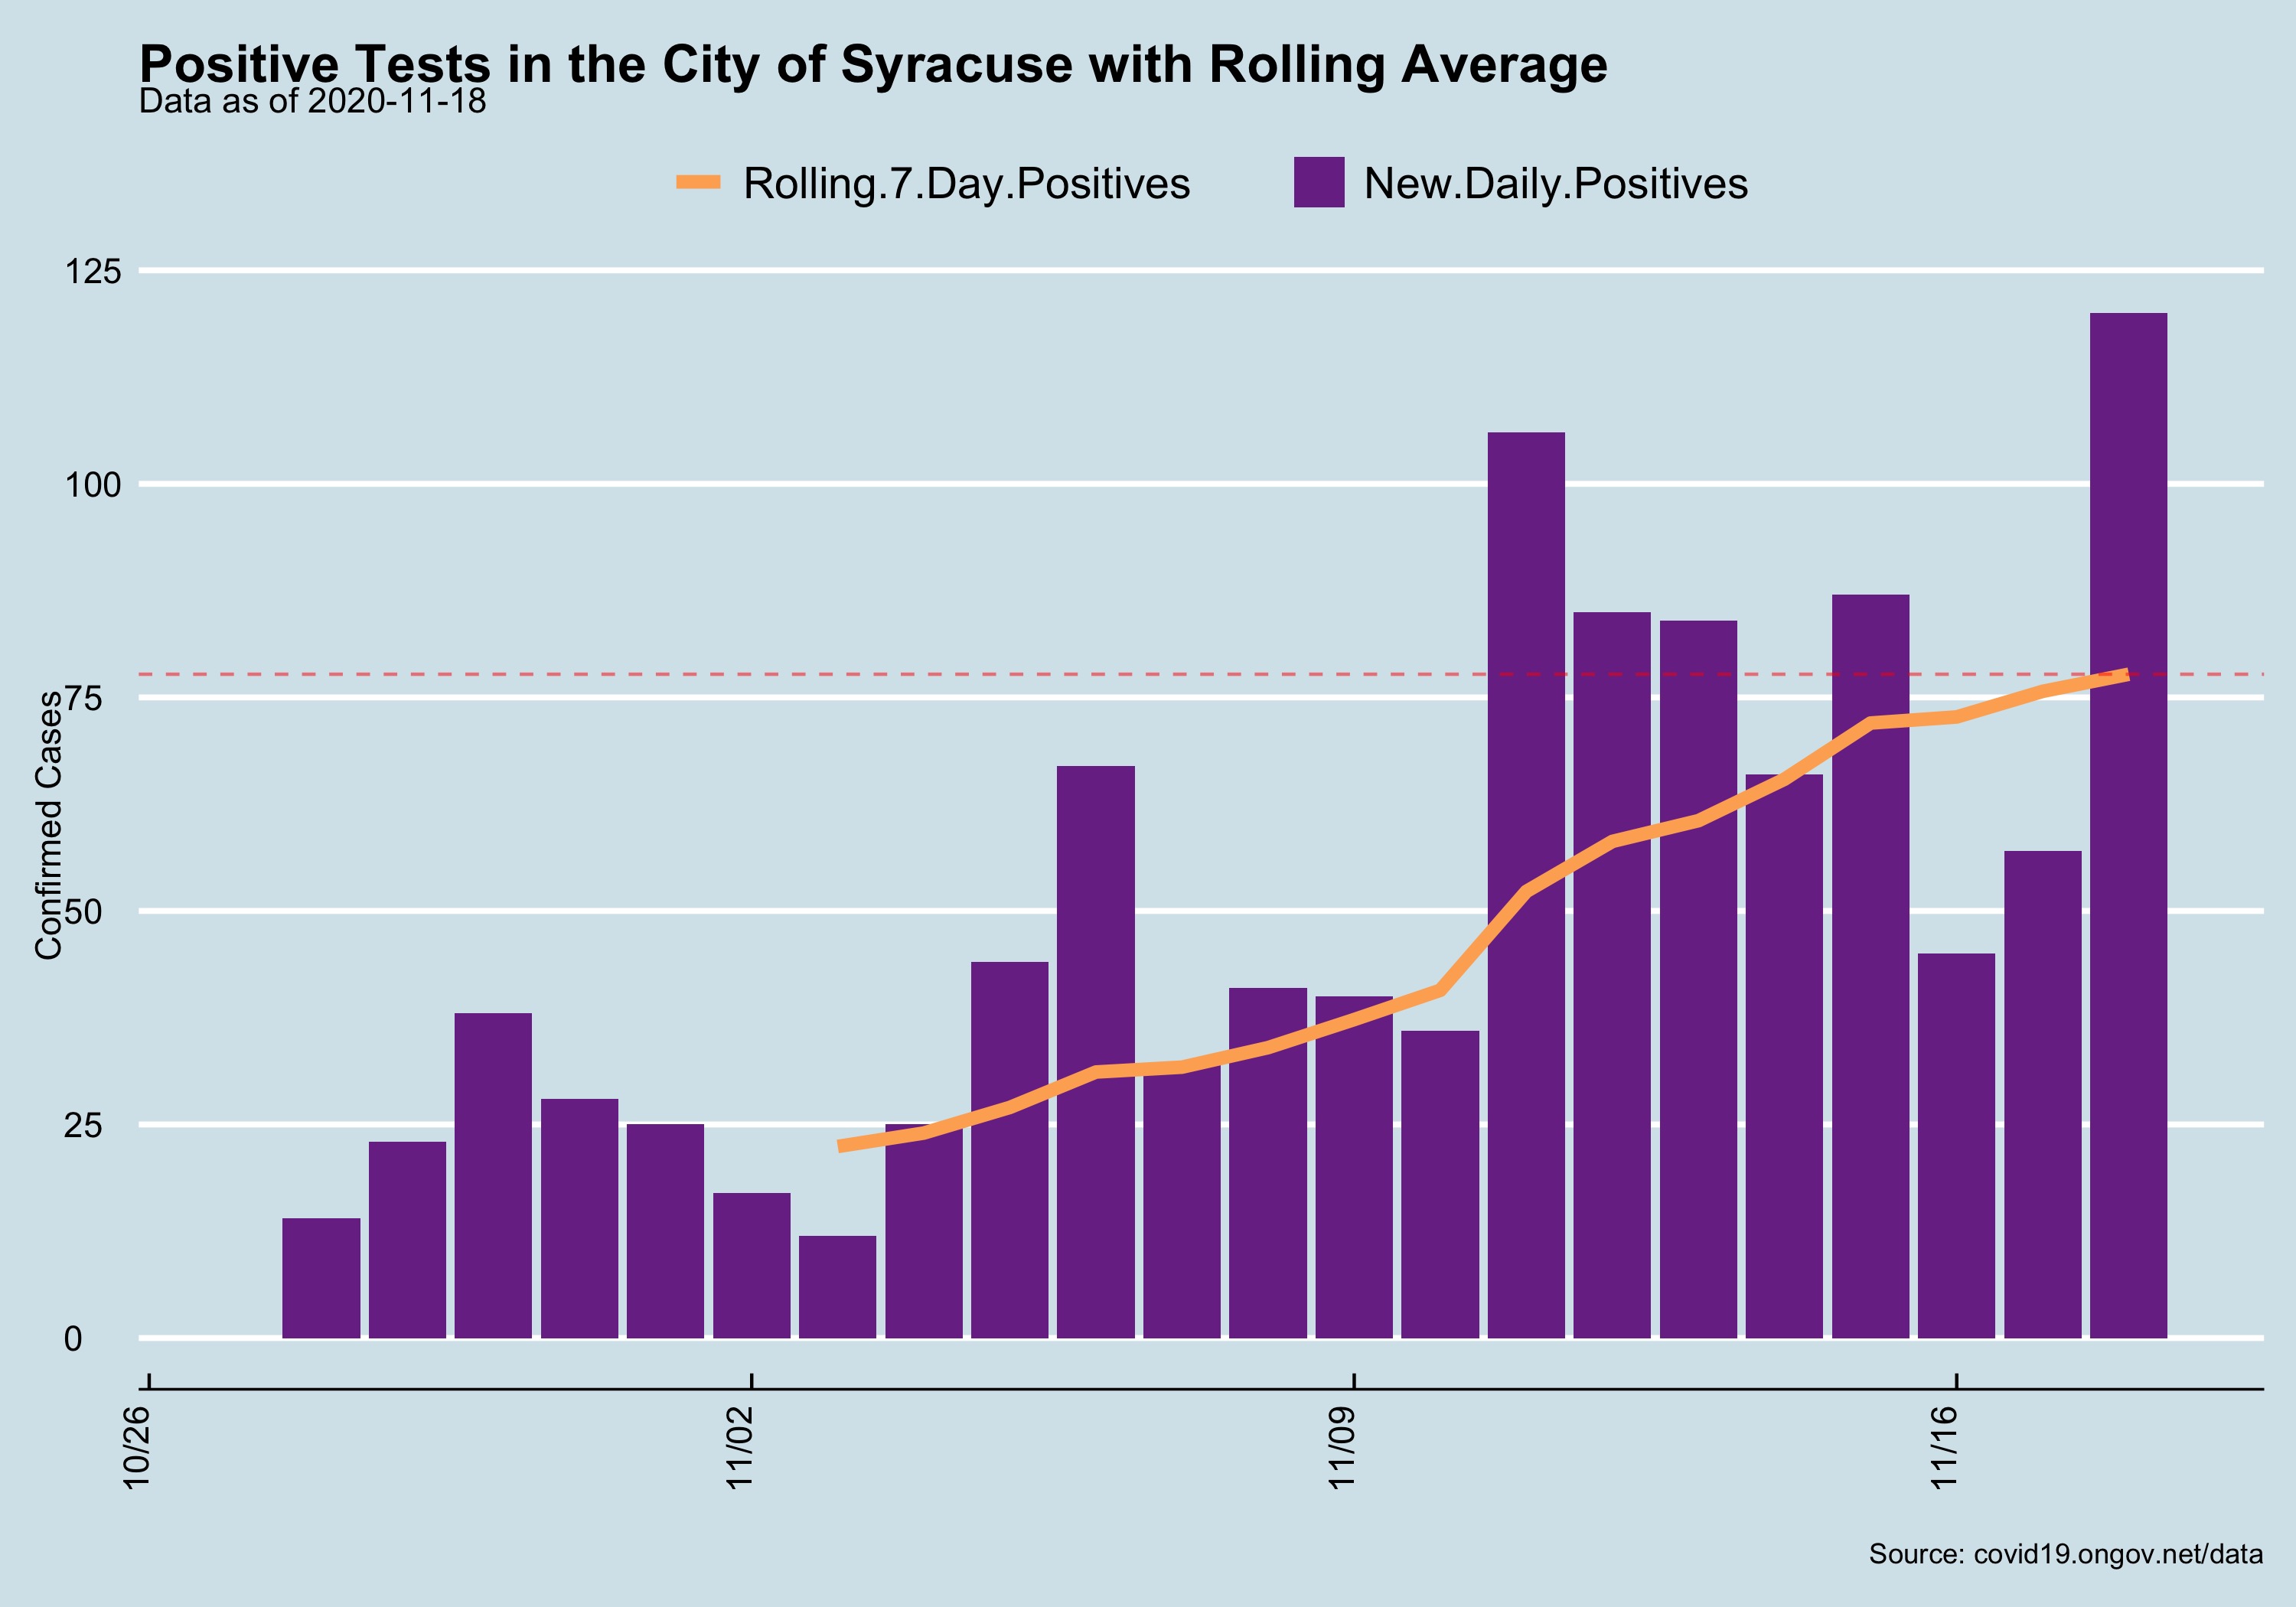 Positive Tests in the City of Syracuse with Rolling Average
Data as of 2020-11-18
Rolling.7.Day.Positives New.Daily.Positives
125
100
75
50
25
0
Confirmed Cases
10/26 11/02 11/09 11/16
Source: covid19.ongov.net/data